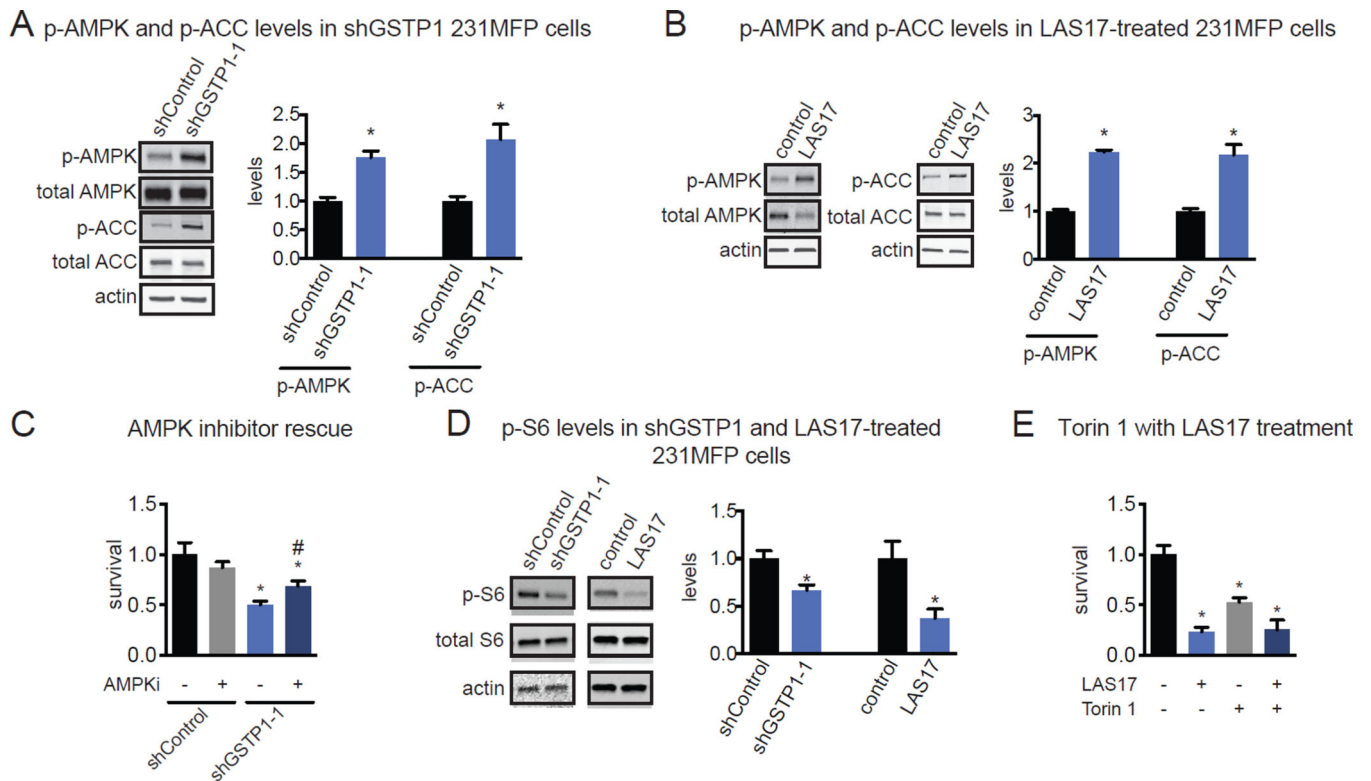 A p-AMPK and p-ACC levels in shGSTP1 231MFP cells
shControl
shGSTP1-1
p-AMPK
total AMPK
p-ACC
total ACC
actin
levels
2.5
2.0
1.5
1.0
0.5
0.0
*
*
shControl
shGSTP1-1
shControl
shGSTP1-1
p-AMPK
p-ACC
B p-AMPK and p-ACC levels in LAS17-treated 231MFP cells
control
LAS17
p-AMPK
total AMPK
actin
control
LAS17
p-ACC
total ACC
actin
levels
3
2
1
0
*
*
control
LAS17
control
LAS17
p-AMPK
p-ACC
C AMPK inhibitor rescue
survival
1.5
1.0
0.5
0.0
*
#
*
AMPKi - + - +
shControl
shGSTP1-1
D p-S6 levels in shGSTP1 and LAS17-treated
231MFP cells
shControl
shGSTP1-1
control
LAS17
p-S6
total S6
actin
levels
1.5
1.0
0.5
0.0
*
*
shControl
shGSTP1-1
control
LAS17
E Torin 1 with LAS17 treatment
survival
1.5
1.0
0.5
0.0
*
*
*
LAS17 - + - +
Torin 1 - - + +